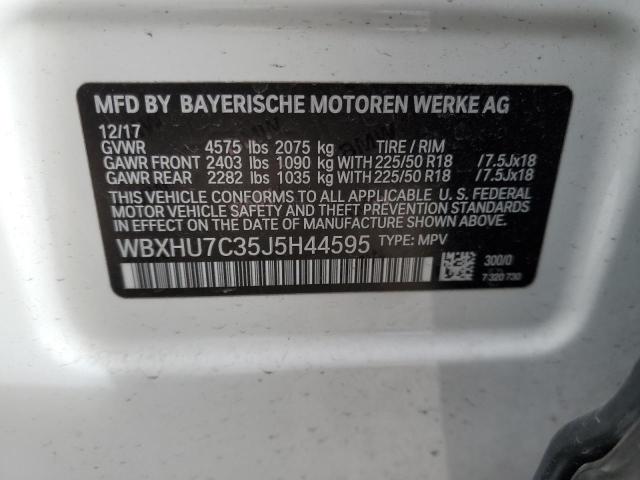 MFD BY BAYERISCHE MOTOREN WERKE AG
12/17
GVWR 4575 lbs 2075 kg TIRE / RIM
GAWR FRONT 2403 lbs 1090 kg WITH 225/50 R18 /7.5Jx18
GAWR REAR 2282 lbs 1035 kg WITH 225/50 R18 /7.5Jx18
THIS VEHICLE CONFORMS TO ALL APPLICABLE U. S. FEDERAL
MOTOR VEHICLE SAFETY AND THEFT PREVENTION
STANDARDS IN EFFECT ON THE DATE OF MANUFACTURE SHOWN ABOVE.
WBXHU7C35J5H44595 TYPE: MPV
300/0
7 320 730